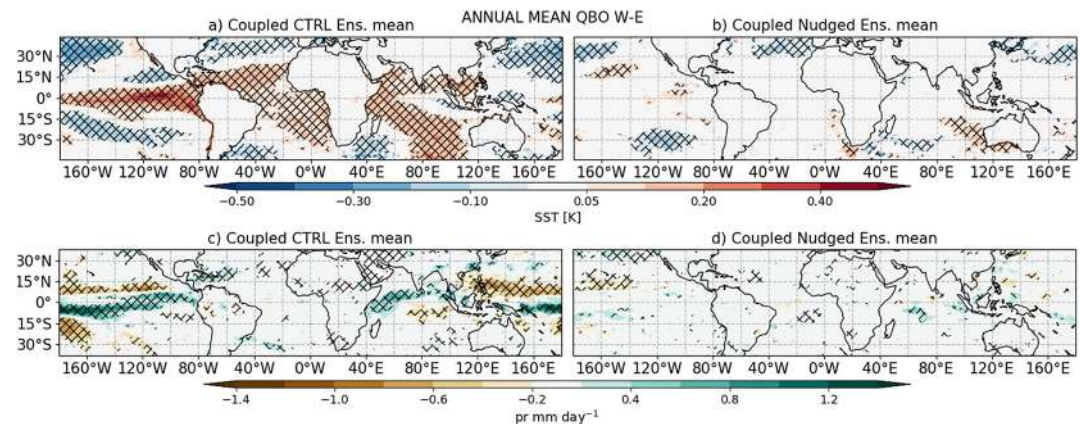 ANNUAL MEAN QBO W-E
a) Coupled CTRL Ens. mean
b) Coupled Nudged Ens. mean
30°N
15°N
0°
15°S
30°S
160°W 120°W 80°W 40°W 0°W 40°E 80°E 120°E 160°E
160°W 120°W 80°W 40°W 0°W 40°E 80°E 120°E 160°E
−0.50 −0.30 −0.10 0.05 0.20 0.40
SST [K]
c) Coupled CTRL Ens. mean
d) Coupled Nudged Ens. mean
30°N
15°N
0°
15°S
30°S
160°W 120°W 80°W 40°W 0°W 40°E 80°E 120°E 160°E
160°W 120°W 80°W 40°W 0°W 40°E 80°E 120°E 160°E
−1.4 −1.0 −0.6 −0.2 0.4 0.8 1.2
pr mm day⁻¹